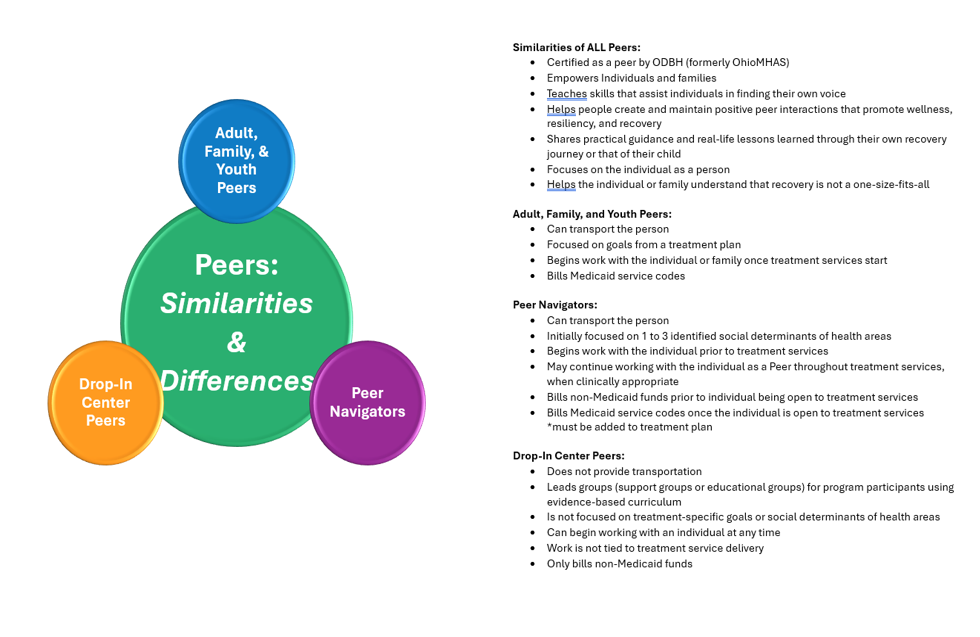 Adult,
Family, &
Youth
Peers
Peers:
Similarities
&
Differences
Drop-In
Center
Peers
Peer
Navigators
Similarities of ALL Peers:
• Certified as a peer by ODBH (formerly OhioMHAS)
• Empowers Individuals and families
• Teaches skills that assist individuals in finding their own voice
• Helps people create and maintain positive peer interactions that promote wellness,
resiliency, and recovery
• Shares practical guidance and real-life lessons learned through their own recovery
journey or that of their child
• Focuses on the individual as a person
• Helps the individual or family understand that recovery is not a one-size-fits-all
Adult, Family, and Youth Peers:
• Can transport the person
• Focused on goals from a treatment plan
• Begins work with the individual or family once treatment services start
• Bills Medicaid service codes
Peer Navigators:
• Can transport the person
• Initially focused on 1 to 3 identified social determinants of health areas
• Begins work with the individual prior to treatment services
• May continue working with the individual as a Peer throughout treatment services,
when clinically appropriate
• Bills non-Medicaid funds prior to individual being open to treatment services
• Bills Medicaid service codes once the individual is open to treatment services
*must be added to treatment plan
Drop-In Center Peers:
• Does not provide transportation
• Leads groups (support groups or educational groups) for program participants using
evidence-based curriculum
• Is not focused on treatment-specific goals or social determinants of health areas
• Can begin working with an individual at any time
• Work is not tied to treatment service delivery
• Only bills non-Medicaid funds